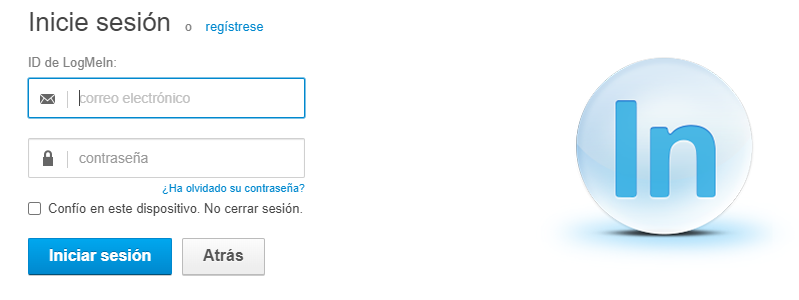 Inicie sesión o regístrese
ID de LogMeIn:
correo electrónico
contraseña
¿Ha olvidado su contraseña?
Confío en este dispositivo. No cerrar sesión.
Iniciar sesión Atrás
In